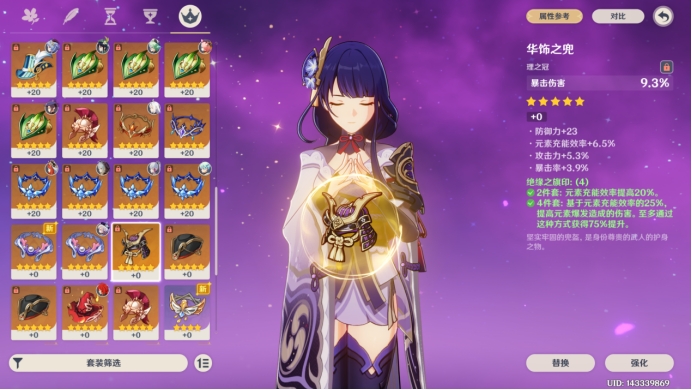 属性参考
对比
华饰之兜
理之冠
暴击伤害 9.3%
+0
·防御力+23
·元素充能效率+6.5%
·攻击力+5.3%
·暴击率+3.9%
绝缘之旗印: (4)
2件套: 元素充能效率提高20%。
4件套: 基于元素充能效率的25%,
提高元素爆发造成的伤害。至多通过
这种方式获得75%提升。
坚实牢固的兜盔。是身份尊贵的武人的护身
之物。
+20 +20 +20 +20
+20 +20 +20 +20
+20 +20 +20 +20
新
+0 +0 +0 +0
新
+0 +0 +0 +0
套装筛选
替换
强化
UID: 143339869